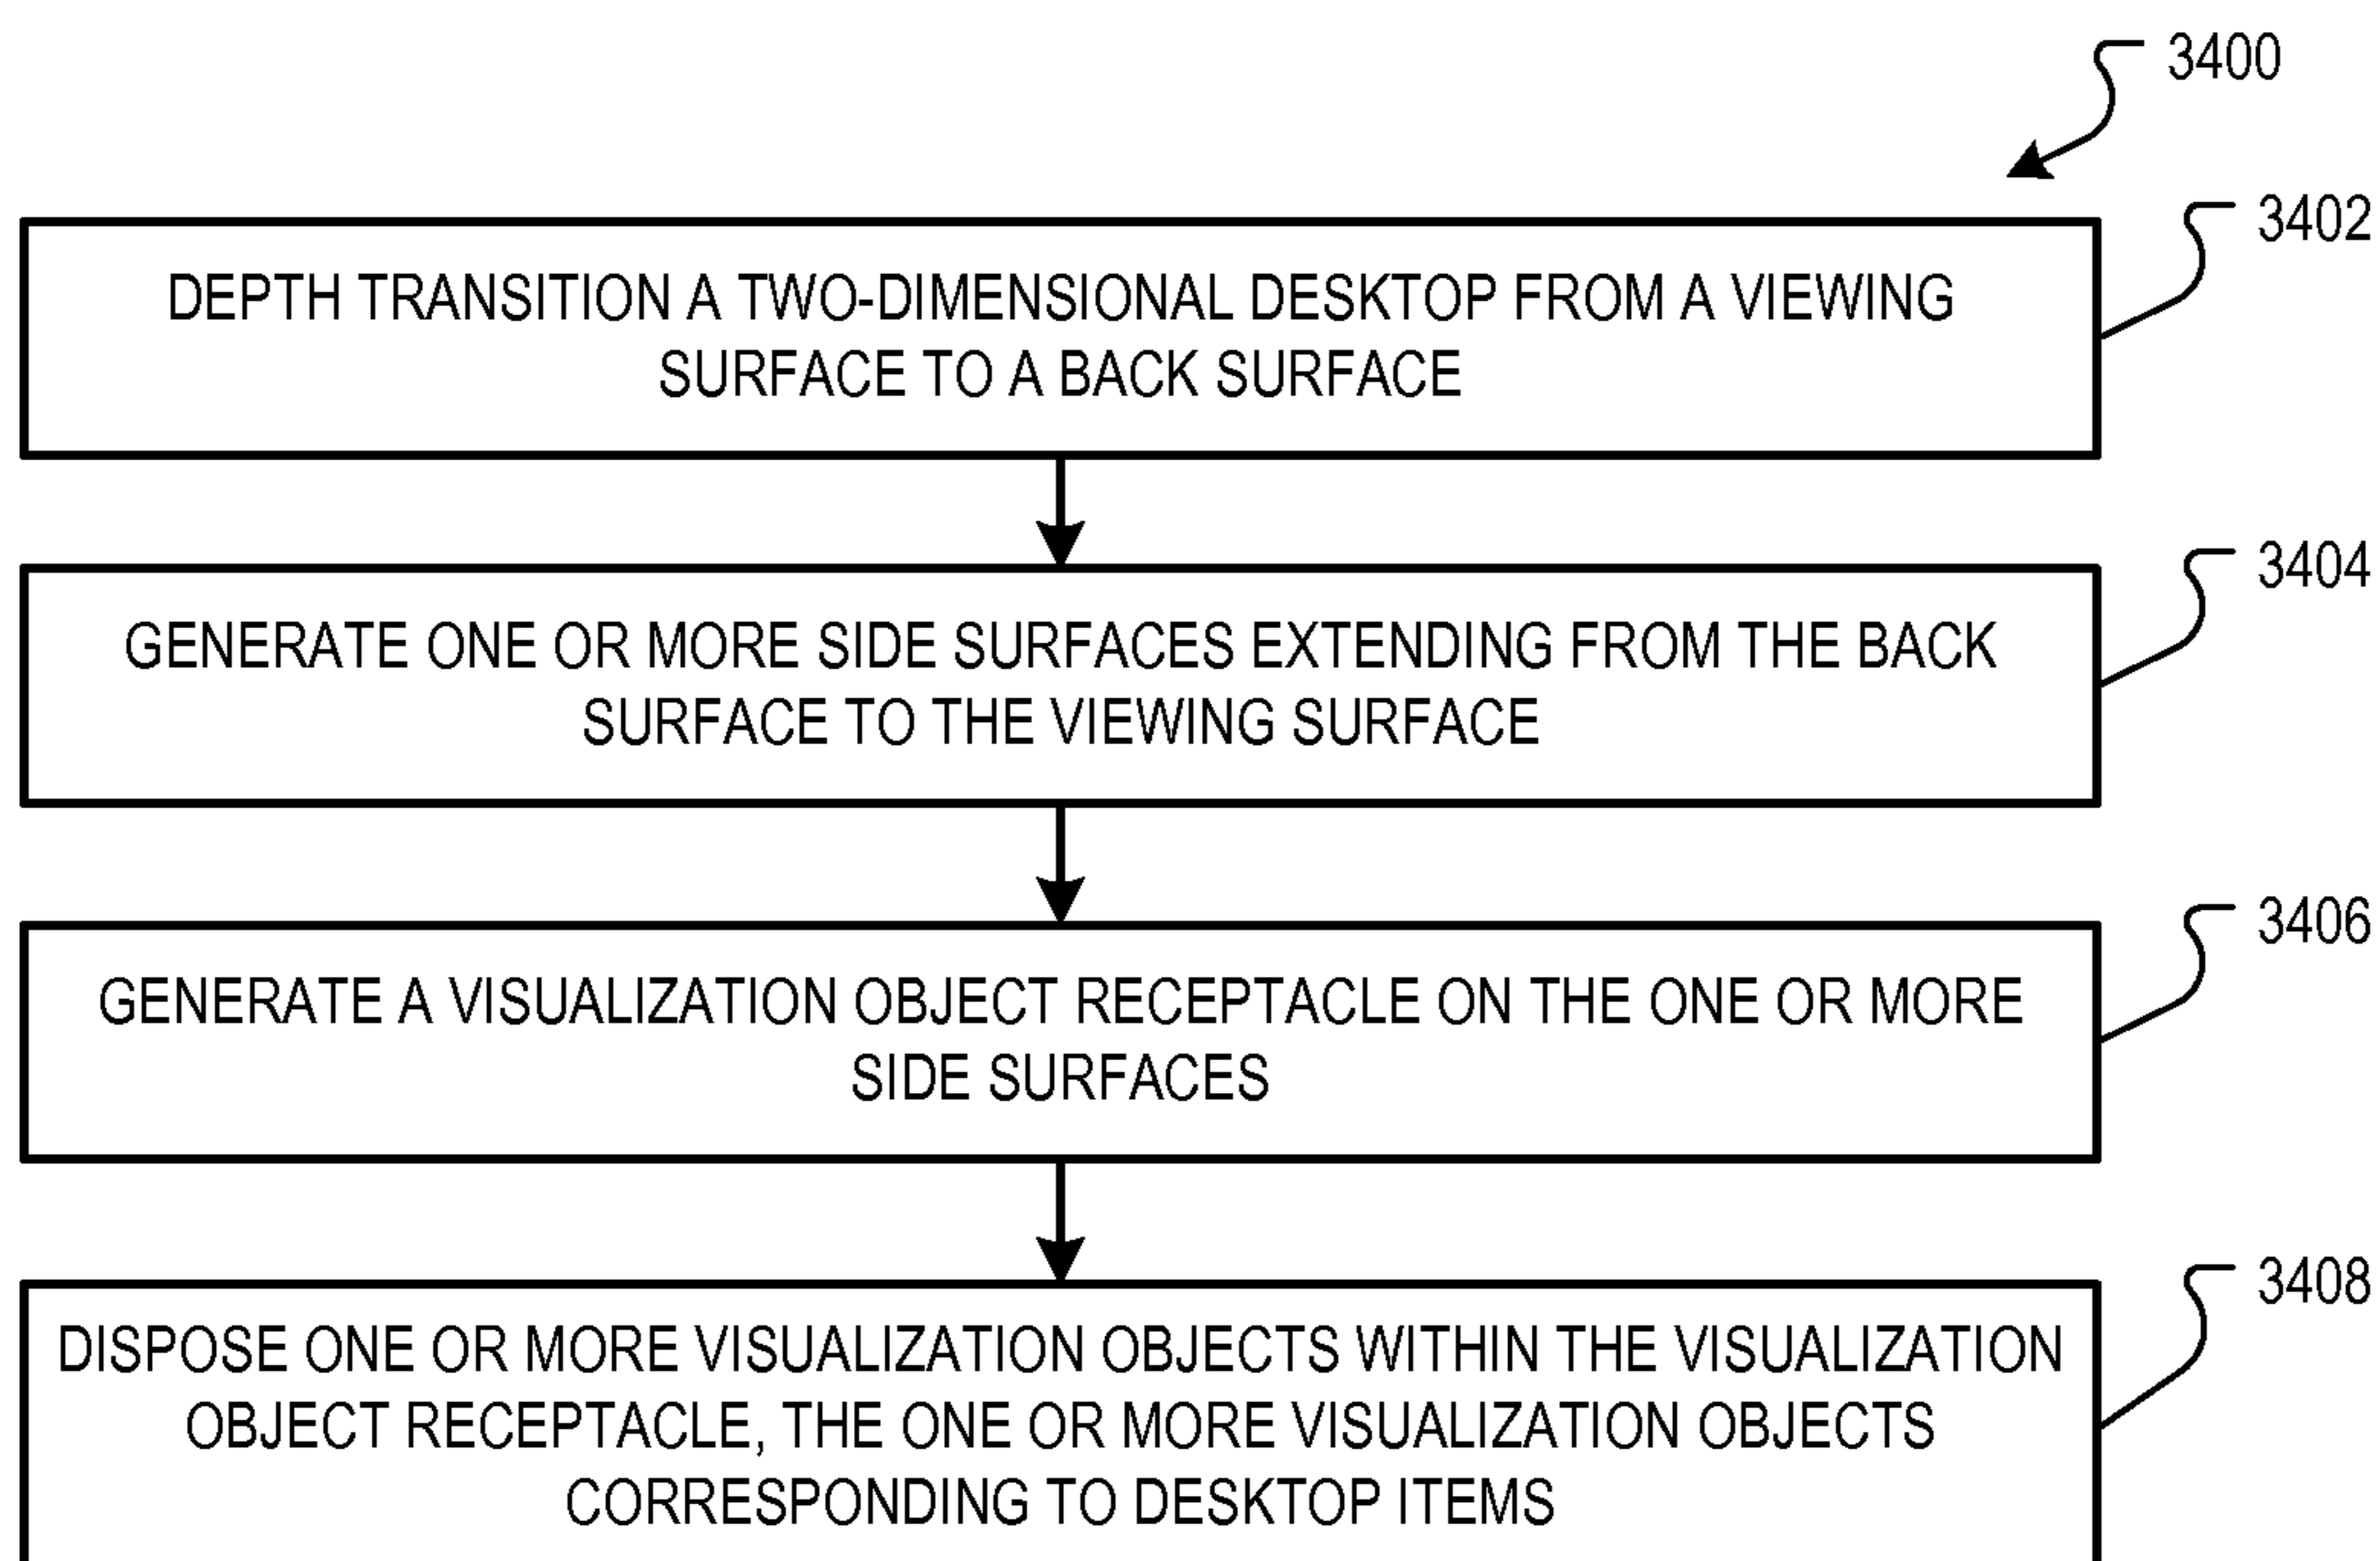 3400
3402
DEPTH TRANSITION A TWO-DIMENSIONAL DESKTOP FROM A VIEWING
SURFACE TO A BACK SURFACE
3404
GENERATE ONE OR MORE SIDE SURFACES EXTENDING FROM THE BACK
SURFACE TO THE VIEWING SURFACE
3406
GENERATE A VISUALIZATION OBJECT RECEPTACLE ON THE ONE OR MORE
SIDE SURFACES
3408
DISPOSE ONE OR MORE VISUALIZATION OBJECTS WITHIN THE VISUALIZATION
OBJECT RECEPTACLE, THE ONE OR MORE VISUALIZATION OBJECTS
CORRESPONDING TO DESKTOP ITEMS